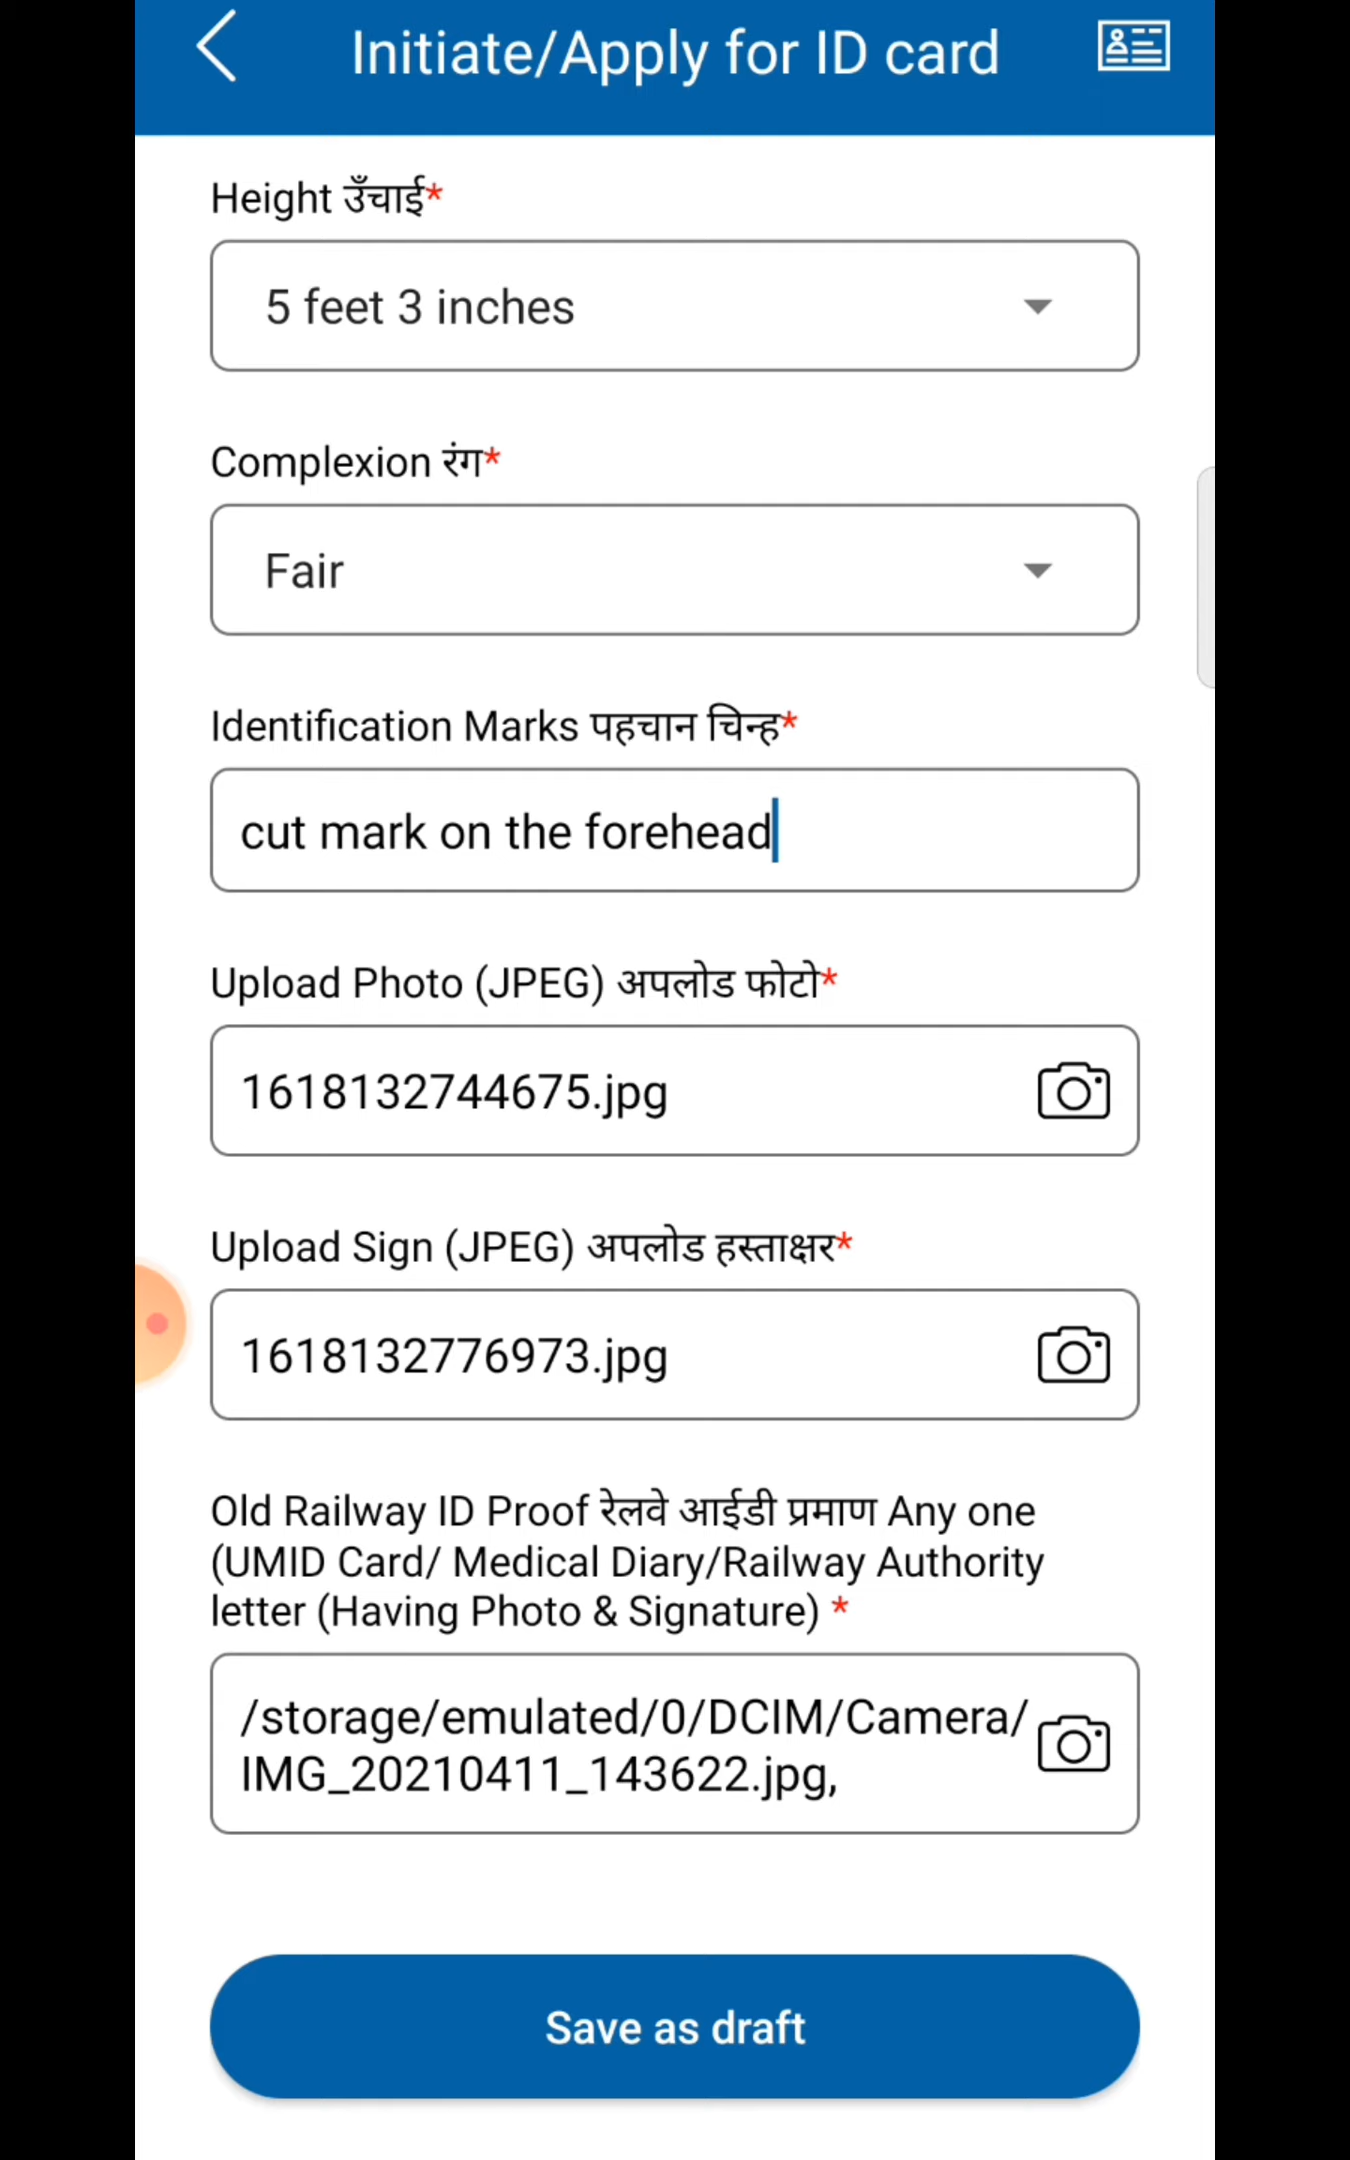 Initiate/Apply for ID card
Height उँचाई*
5 feet 3 inches
Complexion रंग*
Fair
Identification Marks पहचान चिन्ह*
cut mark on the forehead
Upload Photo (JPEG) अपलोड फोटो*
1618132744675.jpg
Upload Sign (JPEG) अपलोड हस्ताक्षर*
1618132776973.jpg
Old Railway ID Proof रेलवे आईडी प्रमाण Any one
(UMID Card/ Medical Diary/Railway Authority
letter (Having Photo & Signature) *
/storage/emulated/0/DCIM/Camera/
IMG_20210411_143622.jpg,
Save as draft